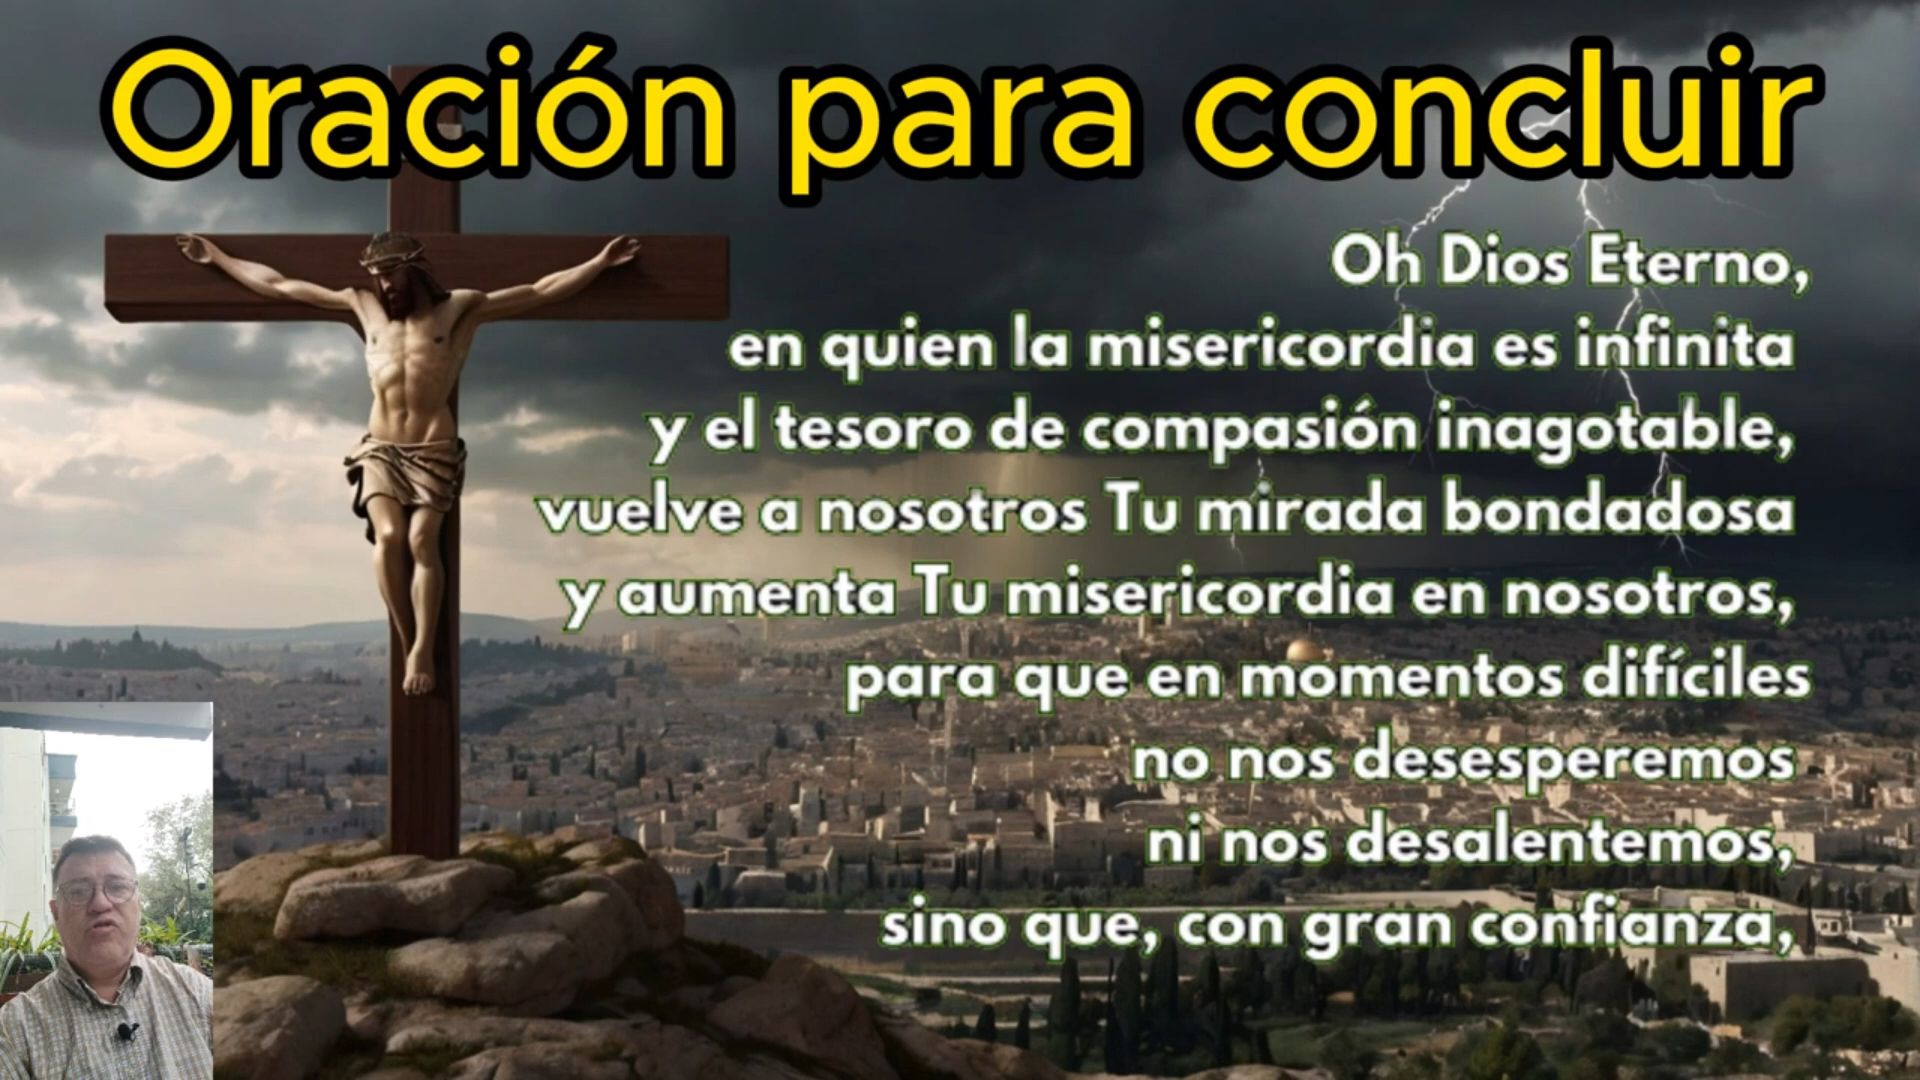 Oración para concluir
Oh Dios Eterno,
en quien la misericordia es infinita
y el tesoro de compasión inagotable,
vuelve a nosotros Tu mirada bondadosa
y aumenta Tu misericordia en nosotros,
para que en momentos difíciles
no nos desesperemos
ni nos desalentemos,
sino que, con gran confianza,